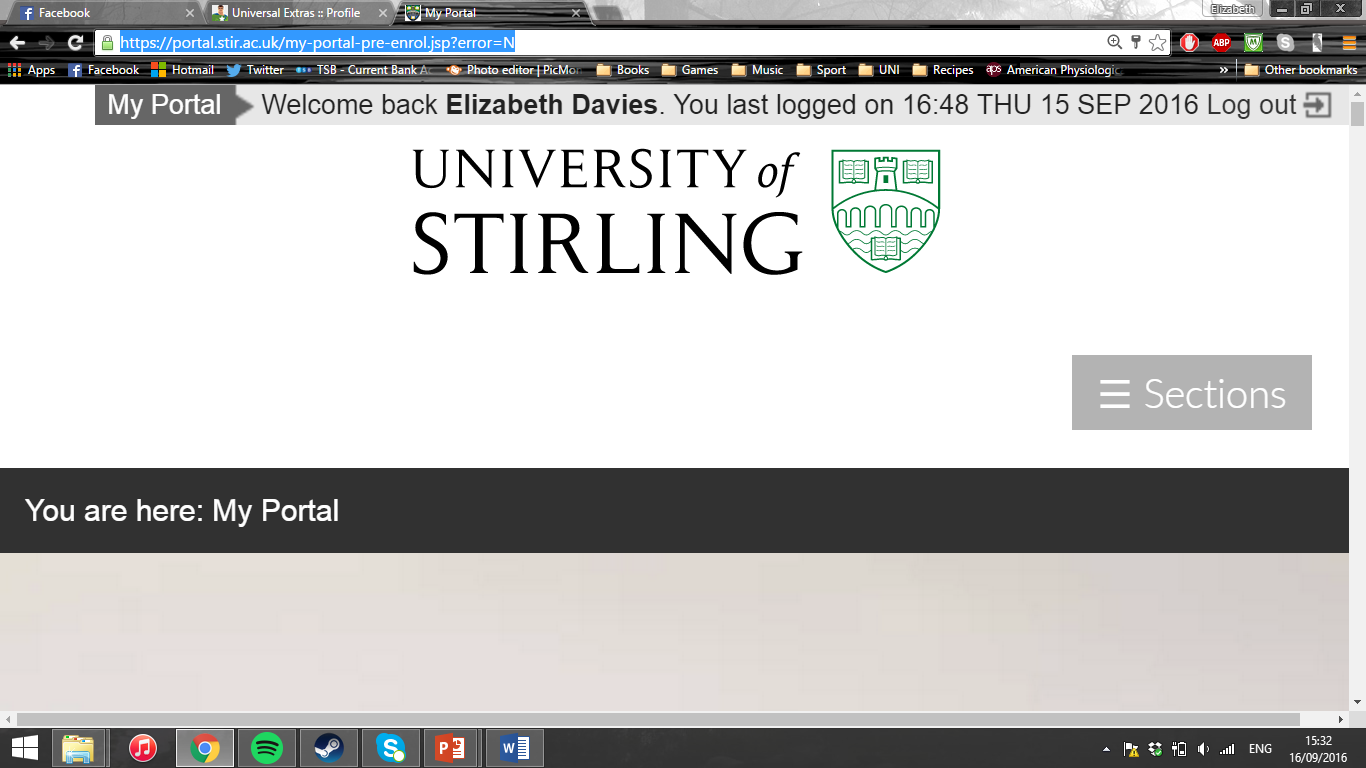 Facebook
Universal Extras :: Profile
My Portal
Elizabeth
https://portal.stir.ac.uk/my-portal-pre-enrol.jsp?error=N
ABP
Apps
Facebook
Hotmail
Twitter
TSB - Current Bank A
Photo editor | PicMo
Books
Games
Music
Sport
UNI
Recipes
aps
American Physiologic
»
Other bookmarks
My Portal
Welcome back Elizabeth Davies. You last logged on 16:48 THU 15 SEP 2016 Log out
UNIVERSITY of
STIRLING
☰ Sections
You are here: My Portal
ENG
15:32
16/09/2016